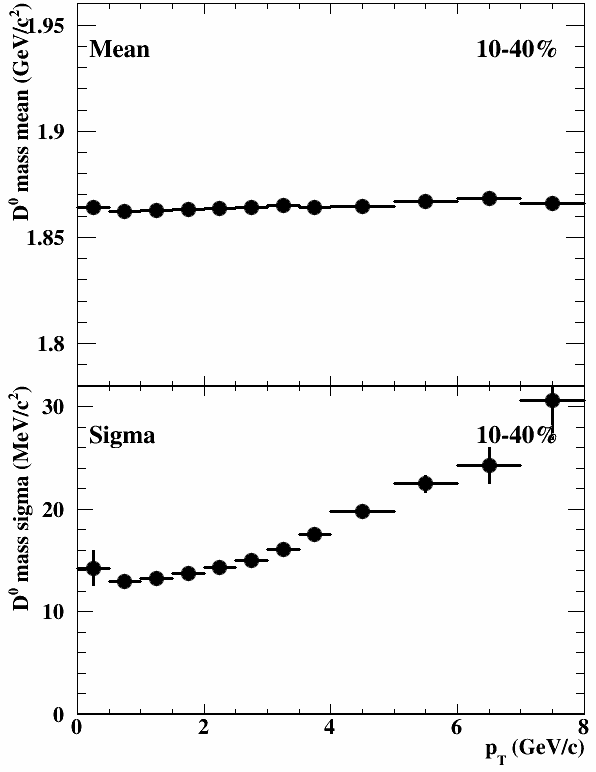 D⁰ mass mean (GeV/c²)
1.95
1.9
1.85
1.8
Mean
10-40%
D⁰ mass sigma (MeV/c²)
30
20
10
0
Sigma
10-40%
0 2 4 6 8
p_T (GeV/c)